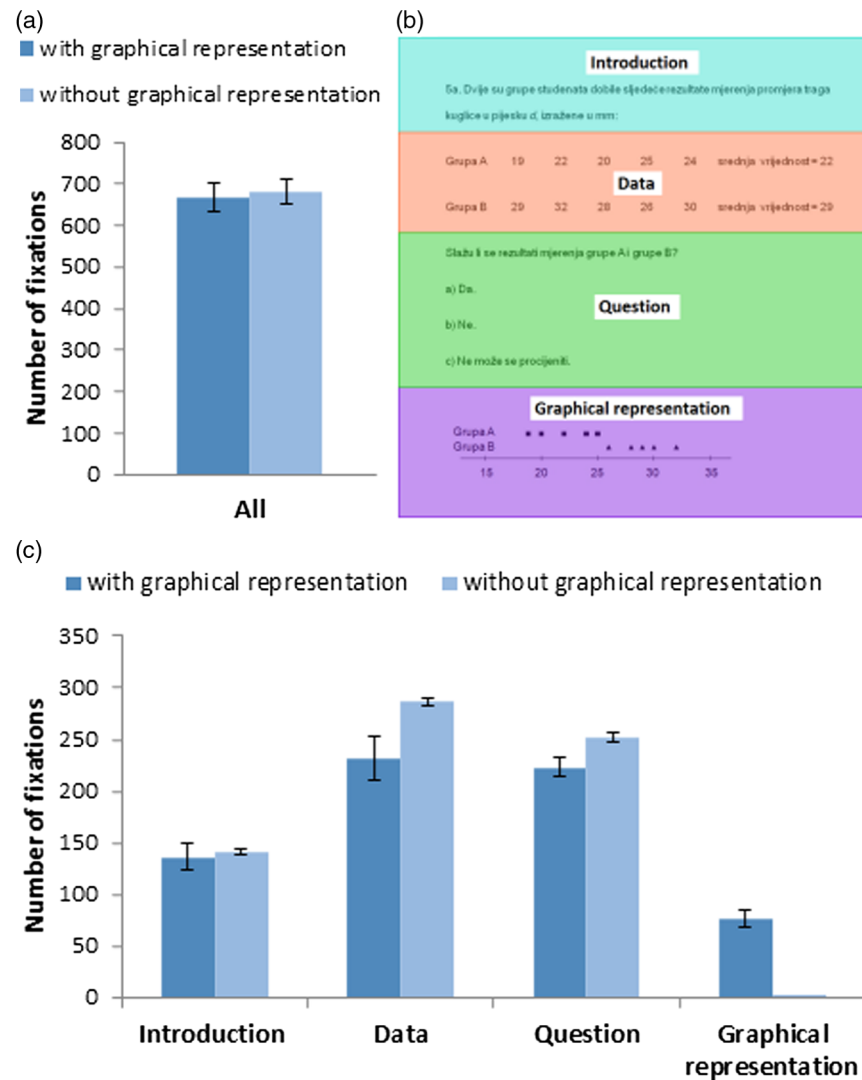 (a)
with graphical representation
without graphical representation
800
700
600
500
400
300
200
100
0
Number of fixations
All
(b)
Introduction
5a. Dvije su grupe studenata dobile sljedeće rezultate mjerenja promjera traga
kuglice u pijesku d, izražene u mm:
Grupa A 19 22 20 25 24 srednja vrijednost = 22
Data
Grupa B 29 32 28 26 30 srednja vrijednost = 29
Slažu li se rezultati mjerenja grupe A i grupe B?
a) Da.
Question
b) Ne.
c) Ne može se procijeniti.
Graphical representation
Grupa A
Grupa B
15 20 25 30 35
(c)
with graphical representation without graphical representation
350
300
250
200
150
100
50
0
Number of fixations
Introduction Data Question Graphical
representation